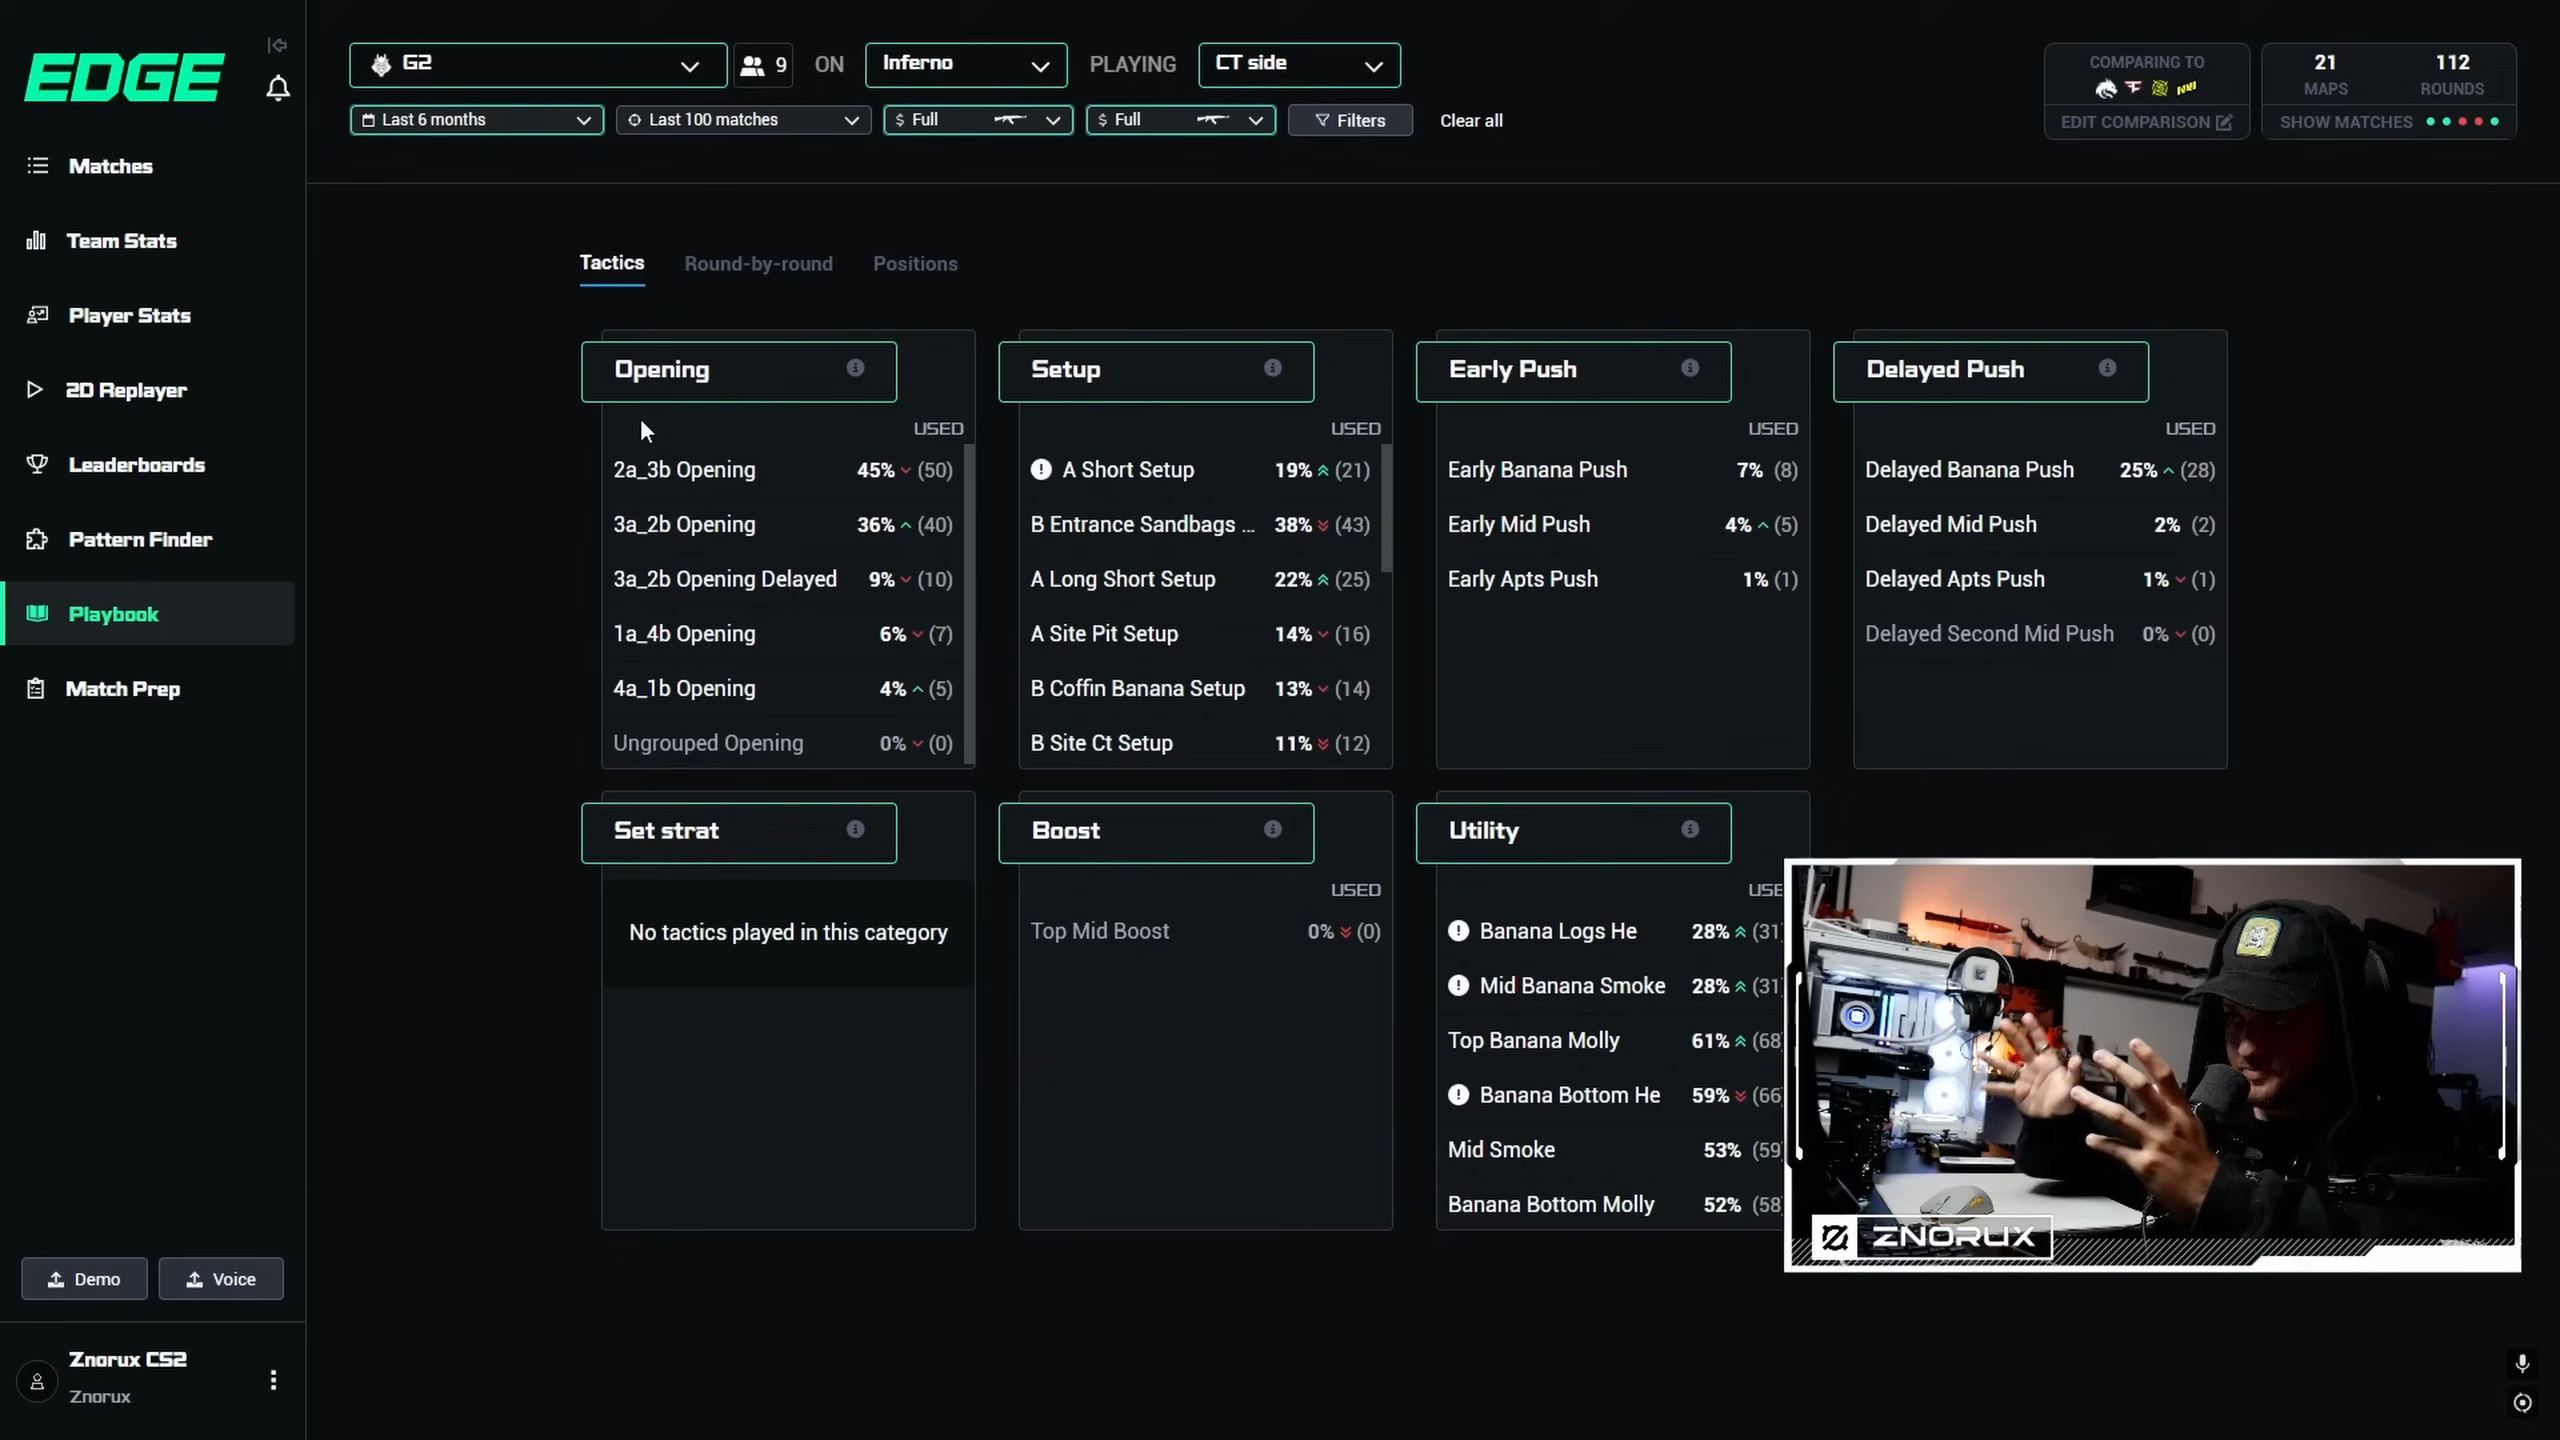 EDGE
Matches
Team Stats
Player Stats
2D Replayer
Leaderboards
Pattern Finder
Playbook
Match Prep
Demo
Voice
Znorux CS2
Znorux
G2
9
ON
Inferno
PLAYING
CT side
Last 6 months
Last 100 matches
$ Full
$ Full
Filters
Clear all
COMPARING TO
EDIT COMPARISON
21
MAPS
112
ROUNDS
SHOW MATCHES
Tactics
Round-by-round
Positions
Opening
USED
2a_3b Opening 45% (50)
3a_2b Opening 36% (40)
3a_2b Opening Delayed 9% (10)
1a_4b Opening 6% (7)
4a_1b Opening 4% (5)
Ungrouped Opening 0% (0)
Setup
USED
A Short Setup 19% (21)
B Entrance Sandbags ... 38% (43)
A Long Short Setup 22% (25)
A Site Pit Setup 14% (16)
B Coffin Banana Setup 13% (14)
B Site Ct Setup 11% (12)
Early Push
USED
Early Banana Push 7% (8)
Early Mid Push 4% (5)
Early Apts Push 1% (1)
Delayed Push
USED
Delayed Banana Push 25% (28)
Delayed Mid Push 2% (2)
Delayed Apts Push 1% (1)
Delayed Second Mid Push 0% (0)
Set strat
No tactics played in this category
Boost
USED
Top Mid Boost 0% (0)
Utility
USE
Banana Logs He 28% (31
Mid Banana Smoke 28% (31
Top Banana Molly 61% (68
Banana Bottom He 59% (66
Mid Smoke 53% (59
Banana Bottom Molly 52% (58
ZNORUX